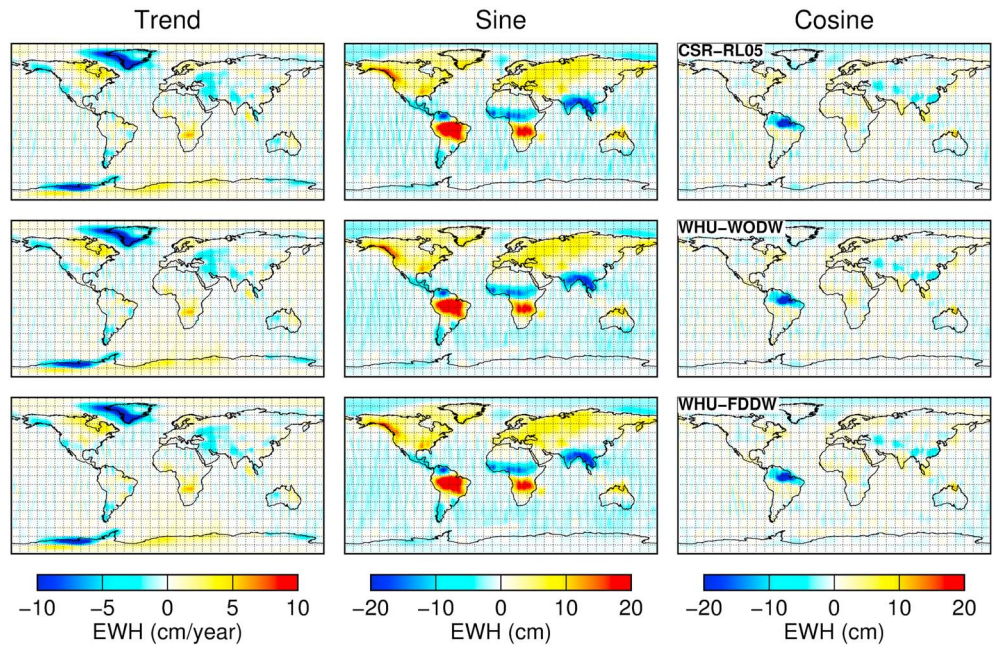 Trend Sine Cosine
CSR-RL05
WHU-WODW
WHU-FDDW
−10 −5 0 5 10 −20 −10 0 10 20 −20 −10 0 10 20
EWH (cm/year) EWH (cm) EWH (cm)